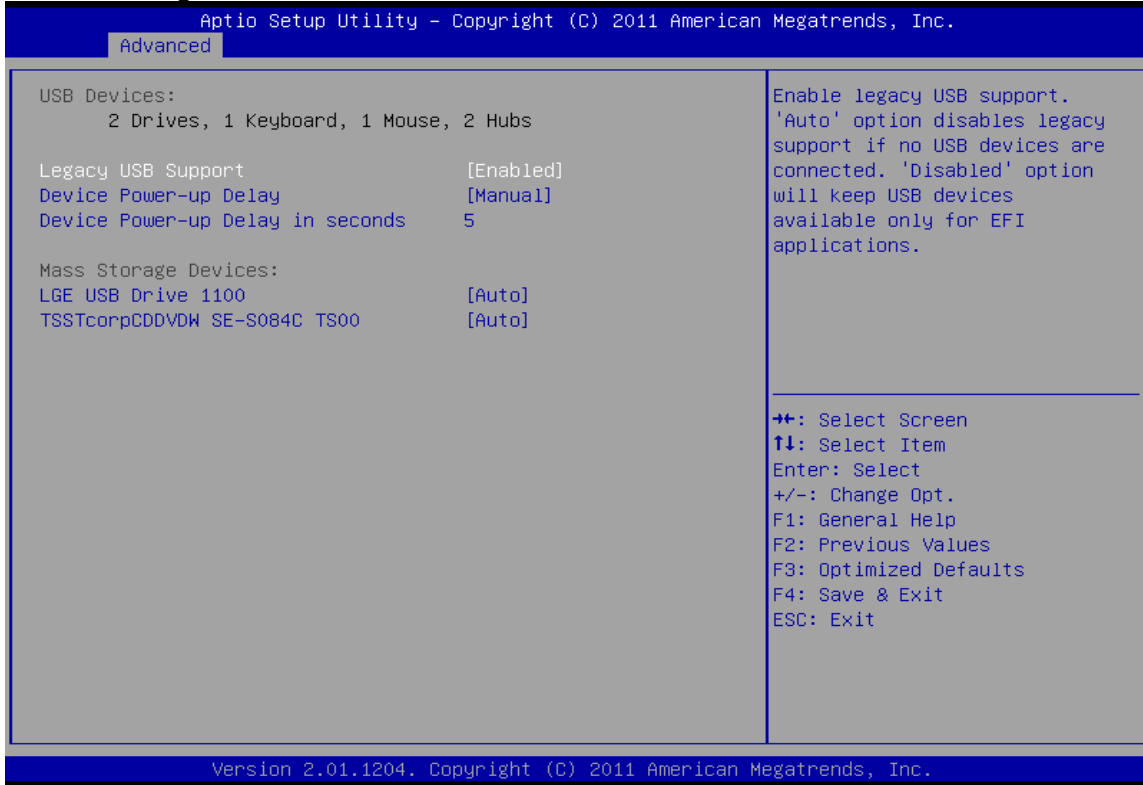 Aptio Setup Utility – Copyright (C) 2011 American Megatrends, Inc.
Advanced
USB Devices:
2 Drives, 1 Keyboard, 1 Mouse, 2 Hubs
Legacy USB Support [Enabled]
Device Power-up Delay [Manual]
Device Power-up Delay in seconds 5
Mass Storage Devices:
LGE USB Drive 1100 [Auto]
TSSTcorpCDDVDW SE-S084C TS00 [Auto]
Enable legacy USB support.
'Auto' option disables legacy
support if no USB devices are
connected. 'Disabled' option
will keep USB devices
available only for EFI
applications.
→←: Select Screen
↑↓: Select Item
Enter: Select
+/-: Change Opt.
F1: General Help
F2: Previous Values
F3: Optimized Defaults
F4: Save & Exit
ESC: Exit
Version 2.01.1204. Copyright (C) 2011 American Megatrends, Inc.